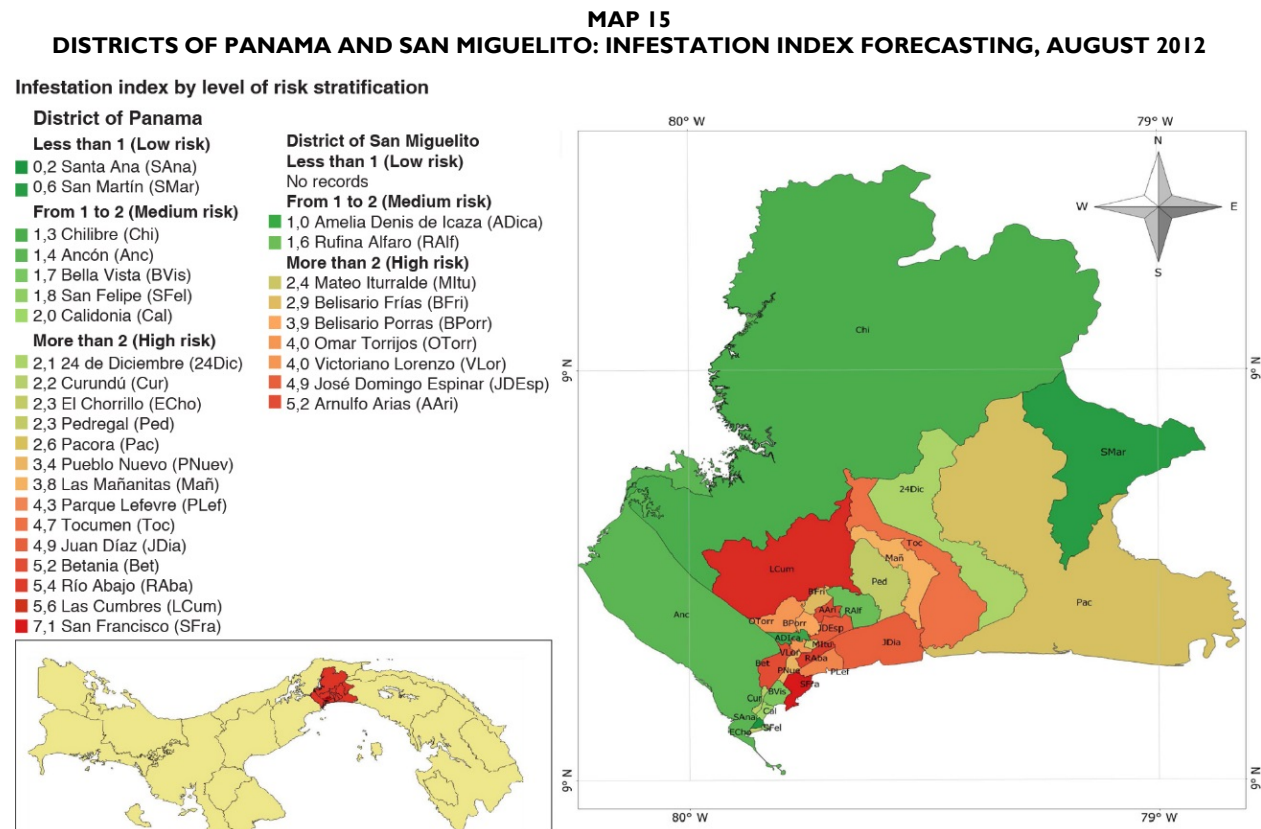 MAP 15
DISTRICTS OF PANAMA AND SAN MIGUELITO: INFESTATION INDEX FORECASTING, AUGUST 2012
Infestation index by level of risk stratification
District of Panama
Less than 1 (Low risk)
0,2 Santa Ana (SAna)
0,6 San Martín (SMar)
From 1 to 2 (Medium risk)
1,3 Chilibre (Chi)
1,4 Ancón (Anc)
1,7 Bella Vista (BVis)
1,8 San Felipe (SFel)
2,0 Calidonia (Cal)
More than 2 (High risk)
2,1 24 de Diciembre (24Dic)
2,2 Curundú (Cur)
2,3 El Chorrillo (ECho)
2,3 Pedregal (Ped)
2,6 Pacora (Pac)
3,4 Pueblo Nuevo (PNuev)
3,8 Las Mañanitas (Mañ)
4,3 Parque Lefevre (PLef)
4,7 Tocumen (Toc)
4,9 Juan Díaz (JDia)
5,2 Betania (Bet)
5,4 Río Abajo (RAba)
5,6 Las Cumbres (LCum)
7,1 San Francisco (SFra)
District of San Miguelito
Less than 1 (Low risk)
No records
From 1 to 2 (Medium risk)
1,0 Amelia Denis de Icaza (ADica)
1,6 Rufina Alfaro (RAlf)
More than 2 (High risk)
2,4 Mateo Iturralde (MItu)
2,9 Belisario Frías (BFri)
3,9 Belisario Porras (BPorr)
4,0 Omar Torrijos (OTorr)
4,0 Victoriano Lorenzo (VLor)
4,9 José Domingo Espinar (JDEsp)
5,2 Arnulfo Arias (AAri)
80° W
79° W
N
W
E
S
9° N
9° N
Chi
SMar
24Dic
Toc
Mañ
LCum
Ped
Pac
BFri
AAri
RAlf
Anc
OTorr
BPorr
JDEsp
ADIca
MItu
JDia
VLor
RAba
Bet
PNue
PLef
SFra
BVis
Cur
Cal
SAna
SFel
ECho
9° N
9° N
80° W
79° W